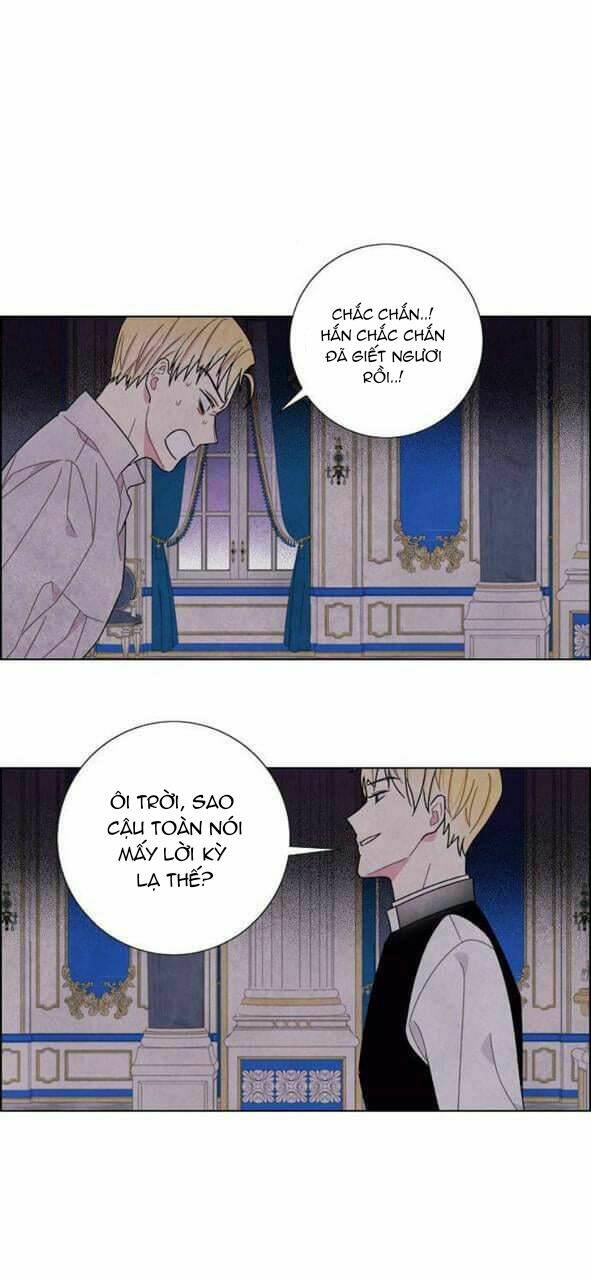 CHẮC CHẮN..!
HẮN CHẮC CHẮN
ĐÃ GIẾT NGƯƠI
RỒI..!
ÔI TRỜI, SAO
CẬU TOÀN NÓI
MẤY LỜI KỲ
LẠ THẾ?